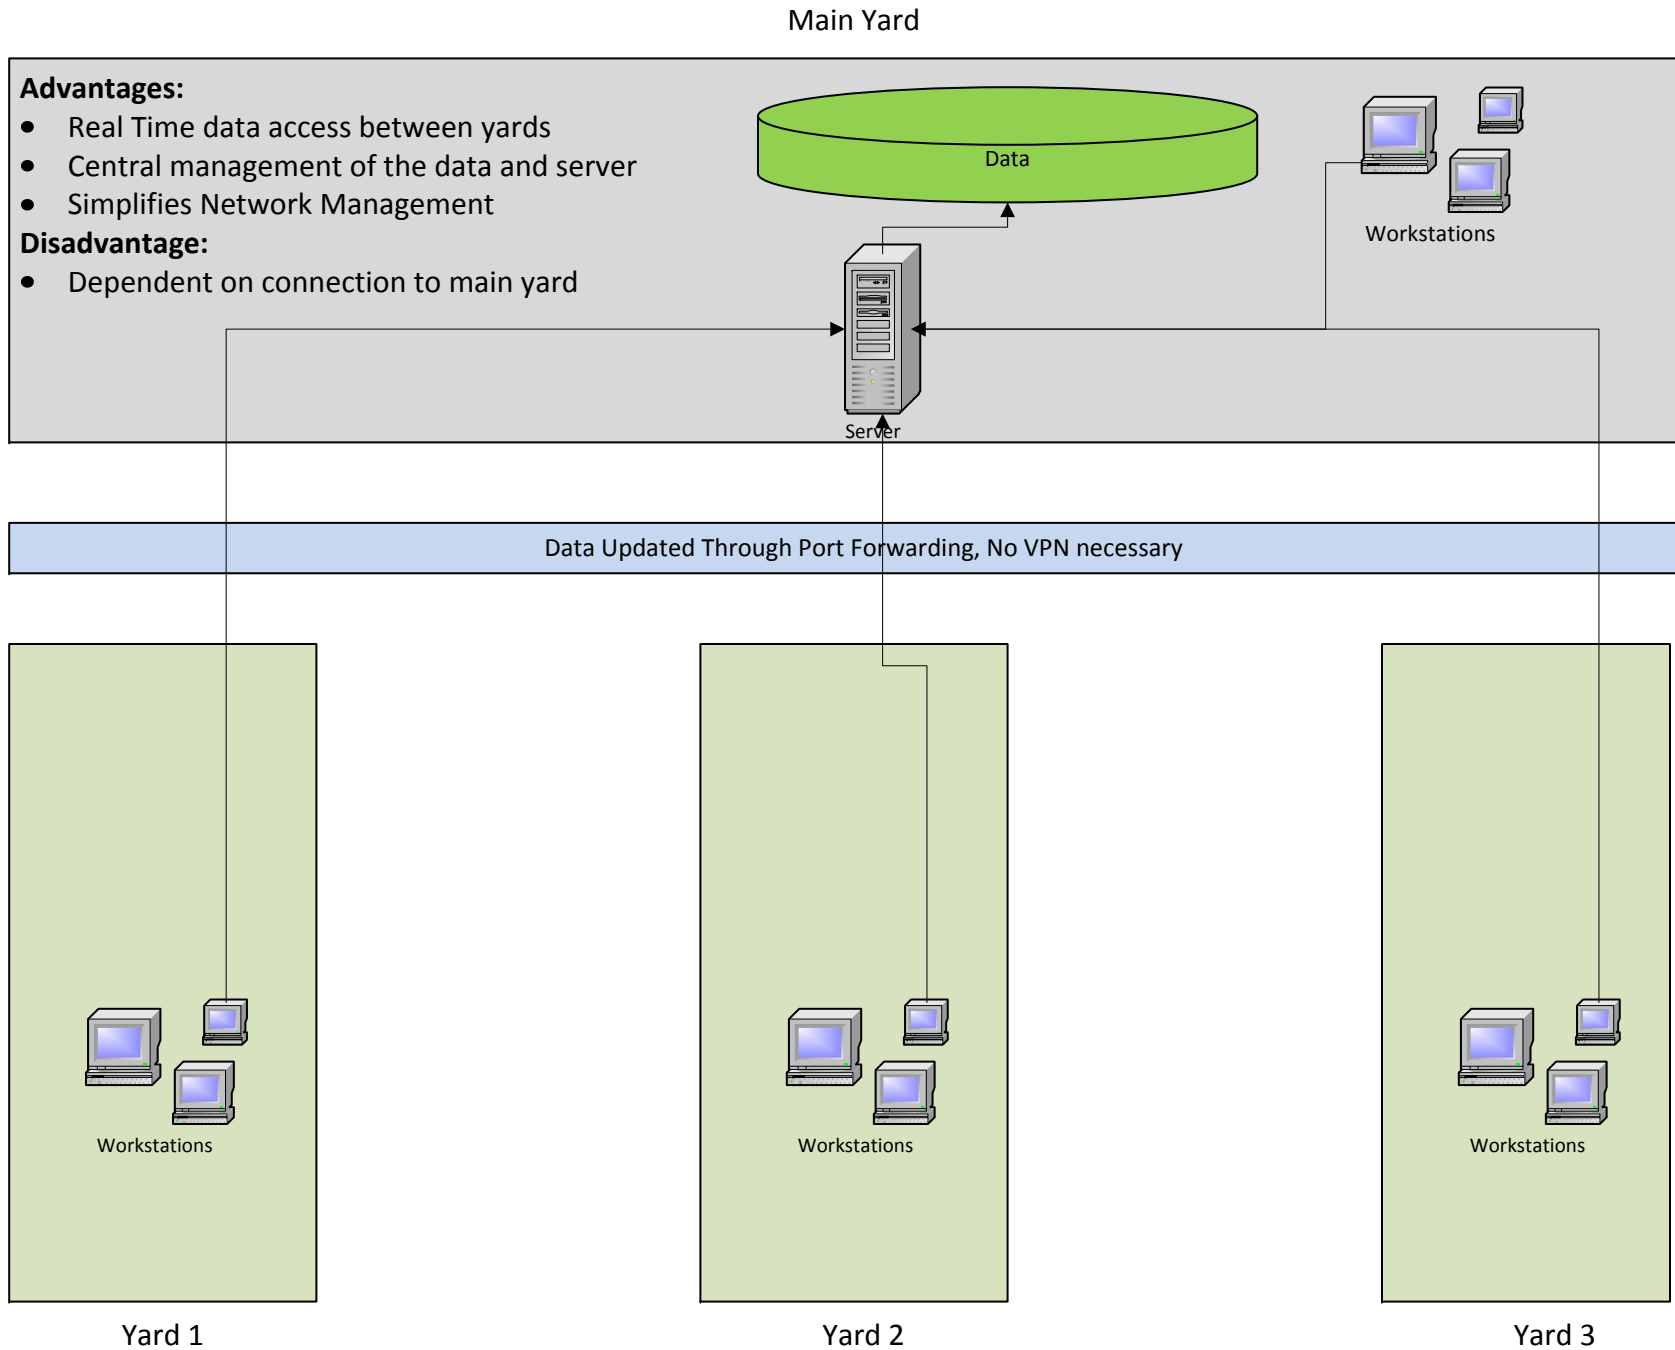 Main Yard
Advantages:
• Real Time data access between yards
• Central management of the data and server
• Simplifies Network Management
Disadvantage:
• Dependent on connection to main yard
Data
Workstations
Server
Data Updated Through Port Forwarding, No VPN necessary
Workstations
Workstations
Workstations
Yard 1
Yard 2
Yard 3